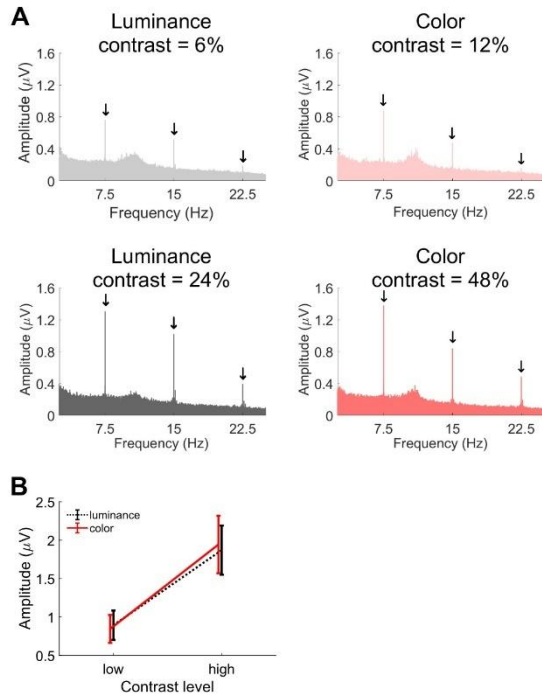 A
Luminance
contrast = 6%
Amplitude (μV)
1.6
1.2
0.8
0.4
0
7.5
15
22.5
Frequency (Hz)
Color
contrast = 12%
Amplitude (μV)
1.6
1.2
0.8
0.4
0
7.5
15
22.5
Frequency (Hz)
Luminance
contrast = 24%
Amplitude (μV)
1.6
1.2
0.8
0.4
0
7.5
15
22.5
Frequency (Hz)
Color
contrast = 48%
Amplitude (μV)
1.6
1.2
0.8
0.4
0
7.5
15
22.5
Frequency (Hz)
B
luminance
color
Amplitude (μV)
3
2.5
2
1.5
1
0.5
low
high
Contrast level